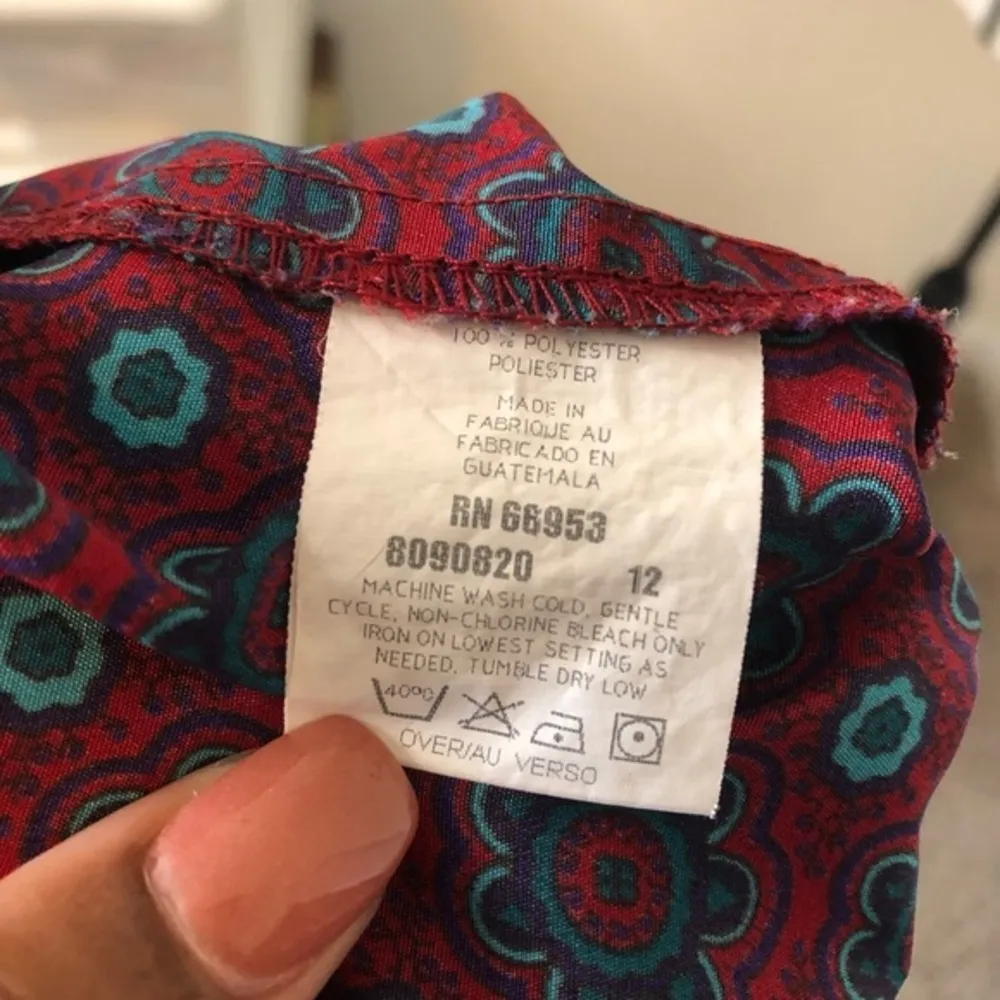 100 % POLYESTER
POLIESTER
MADE IN
FABRIQUE AU
FABRICADO EN
GUATEMALA
RN 66953
8090820 12
MACHINE WASH COLD, GENTLE
CYCLE, NON-CHLORINE BLEACH ONLY
IRON ON LOWEST SETTING AS
NEEDED. TUMBLE DRY LOW
40ºC
OVER/AU VERSO